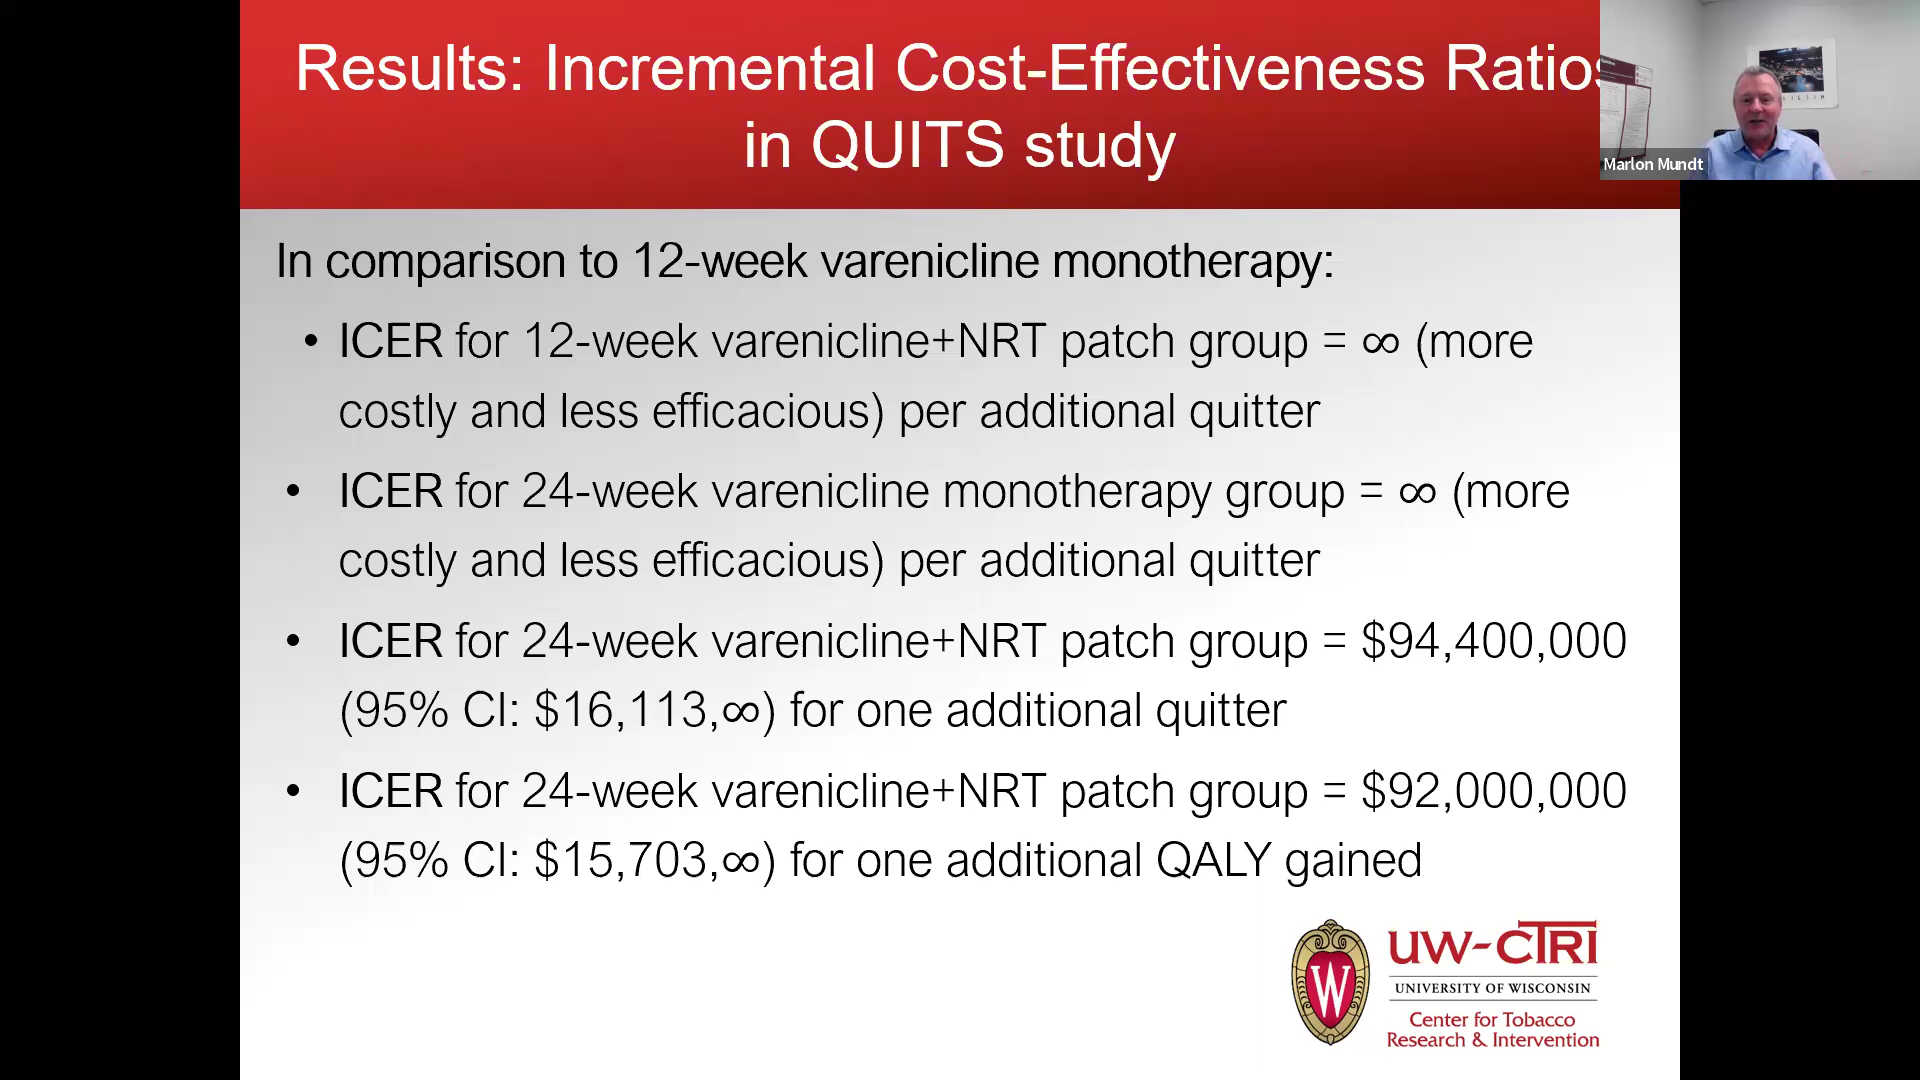 Results: Incremental Cost-Effectiveness Ratios
in QUITS study
Marlon Mundt
In comparison to 12-week varenicline monotherapy:
• ICER for 12-week varenicline+NRT patch group = ∞ (more
costly and less efficacious) per additional quitter
• ICER for 24-week varenicline monotherapy group = ∞ (more
costly and less efficacious) per additional quitter
• ICER for 24-week varenicline+NRT patch group = $94,400,000
(95% CI: $16,113,∞) for one additional quitter
• ICER for 24-week varenicline+NRT patch group = $92,000,000
(95% CI: $15,703,∞) for one additional QALY gained
W
UW-CTRI
UNIVERSITY OF WISCONSIN
Center for Tobacco
Research & Intervention